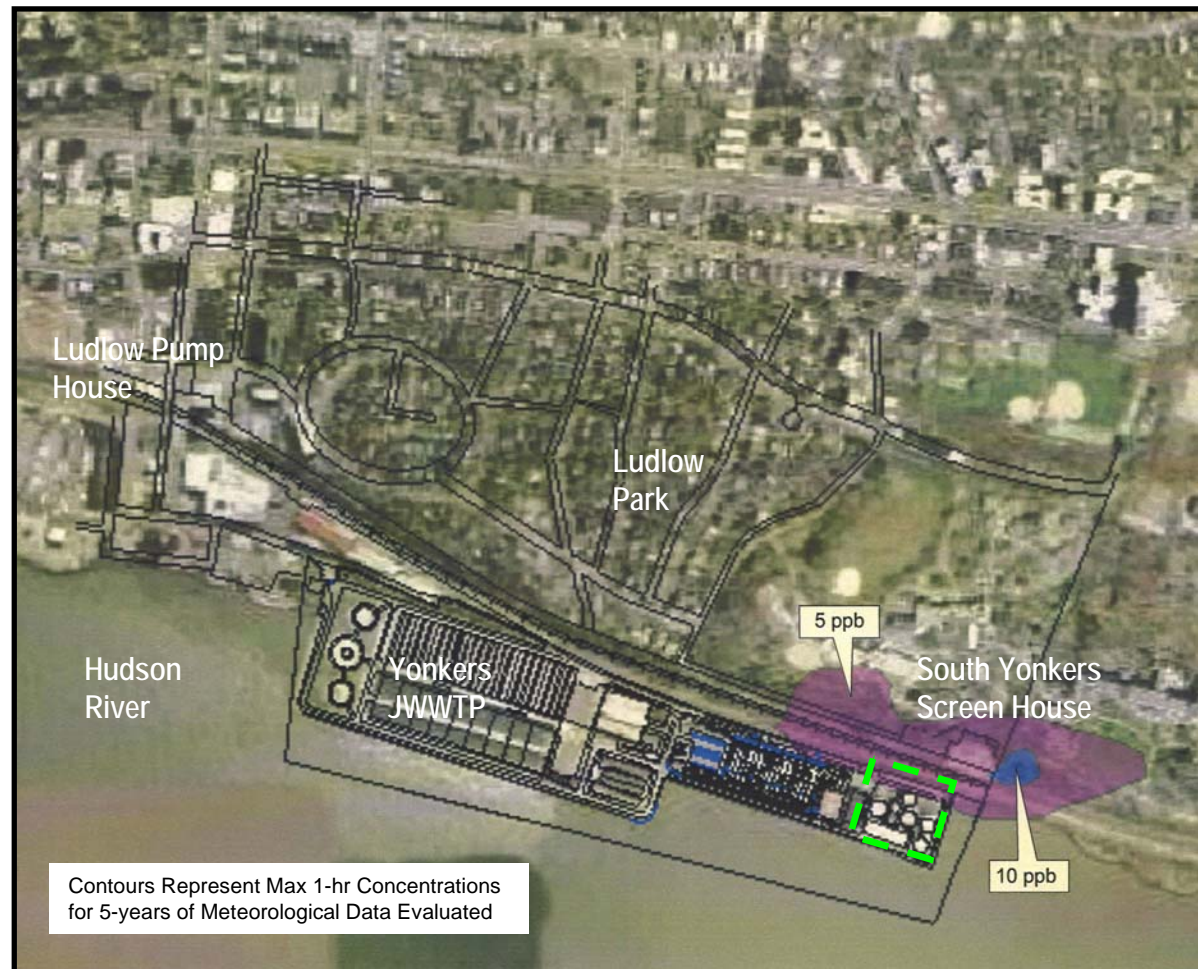 Ludlow Pump
House
Ludlow
Park
5 ppb
Hudson
River
Yonkers
JWWTP
South Yonkers
Screen House
10 ppb
Contours Represent Max 1-hr Concentrations
for 5-years of Meteorological Data Evaluated